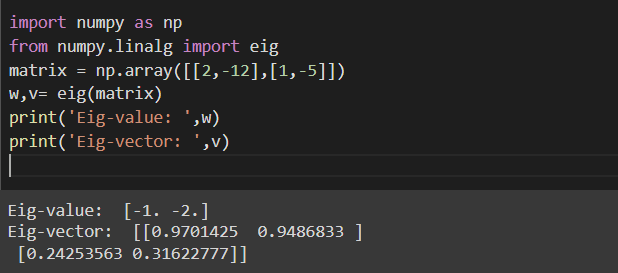 import numpy as np
from numpy.linalg import eig
matrix = np.array([[2,-12],[1,-5]])
w,v= eig(matrix)
print('Eig-value: ',w)
print('Eig-vector: ',v)
Eig-value:  [-1. -2.]
Eig-vector:  [[0.9701425  0.9486833 ]
 [0.24253563 0.31622777]]